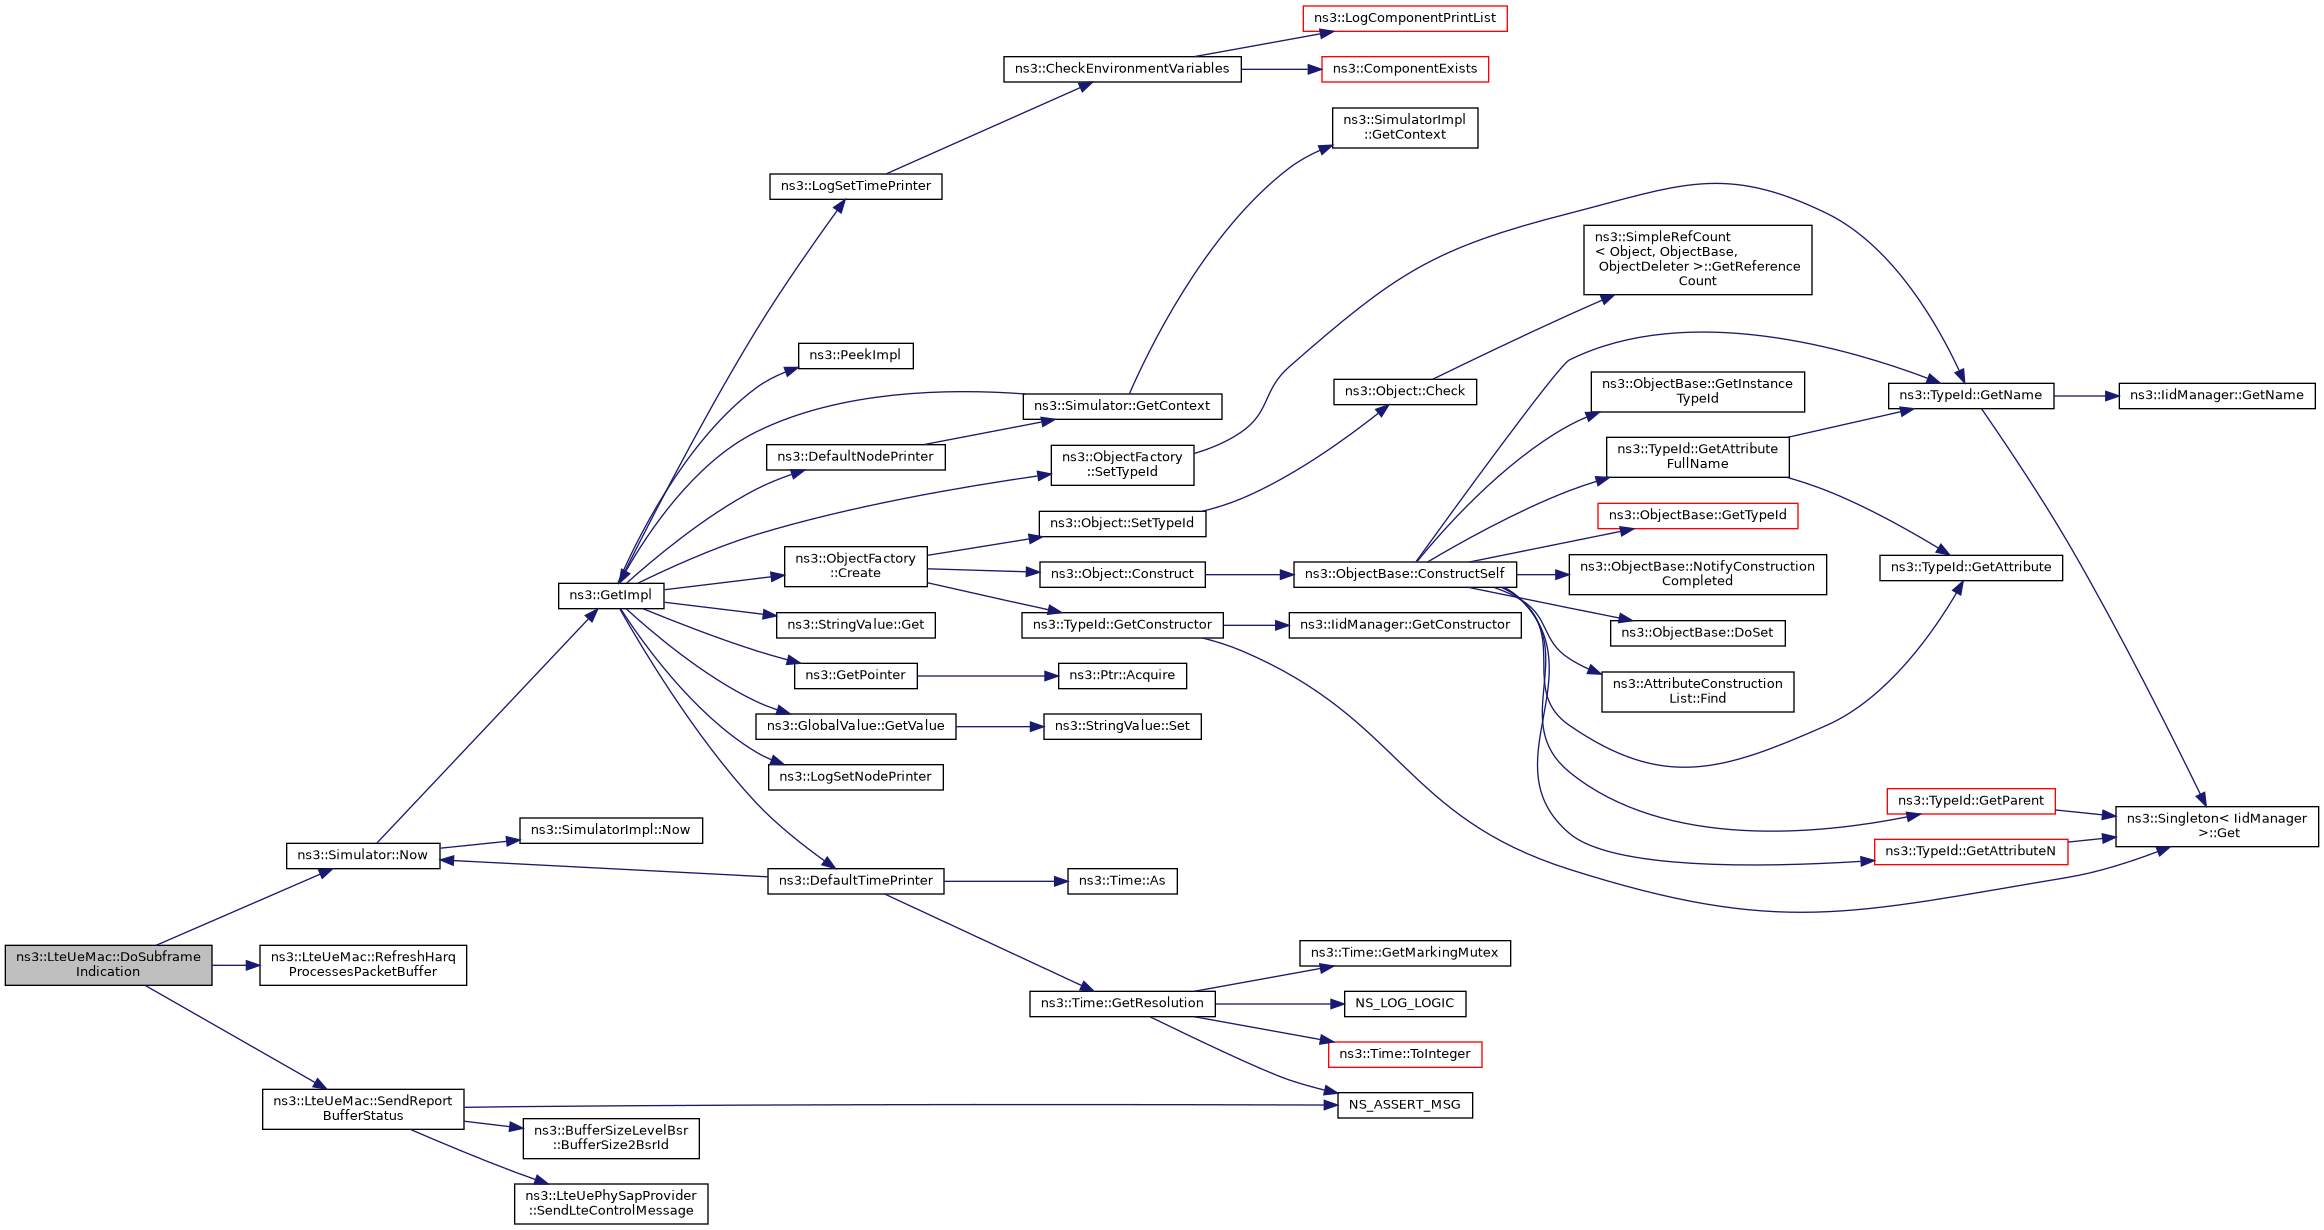 ns3::LogComponentPrintList
ns3::CheckEnvironmentVariables
ns3::ComponentExists
ns3::SimulatorImpl
::GetContext
ns3::LogSetTimePrinter
ns3::SimpleRefCount
< Object, ObjectBase,
ObjectDeleter >::GetReference
Count
ns3::PeekImpl
ns3::Simulator::GetContext
ns3::Object::Check
ns3::ObjectBase::GetInstance
TypeId
ns3::TypeId::GetName
ns3::IidManager::GetName
ns3::DefaultNodePrinter
ns3::ObjectFactory
::SetTypeId
ns3::TypeId::GetAttribute
FullName
ns3::ObjectBase::GetTypeId
ns3::Object::SetTypeId
ns3::ObjectFactory
::Create
ns3::Object::Construct
ns3::ObjectBase::ConstructSelf
ns3::ObjectBase::NotifyConstruction
Completed
ns3::TypeId::GetAttribute
ns3::GetImpl
ns3::StringValue::Get
ns3::TypeId::GetConstructor
ns3::IidManager::GetConstructor
ns3::ObjectBase::DoSet
ns3::GetPointer
ns3::Ptr::Acquire
ns3::AttributeConstruction
List::Find
ns3::GlobalValue::GetValue
ns3::StringValue::Set
ns3::LogSetNodePrinter
ns3::TypeId::GetParent
ns3::Singleton< IidManager
>::Get
ns3::SimulatorImpl::Now
ns3::Simulator::Now
ns3::TypeId::GetAttributeN
ns3::DefaultTimePrinter
ns3::Time::As
ns3::LteUeMac::DoSubframe
Indication
ns3::LteUeMac::RefreshHarq
ProcessesPacketBuffer
ns3::Time::GetMarkingMutex
ns3::Time::GetResolution
NS_LOG_LOGIC
ns3::Time::ToInteger
ns3::LteUeMac::SendReport
BufferStatus
NS_ASSERT_MSG
ns3::BufferSizeLevelBsr
::BufferSize2BsrId
ns3::LteUePhySapProvider
::SendLteControlMessage